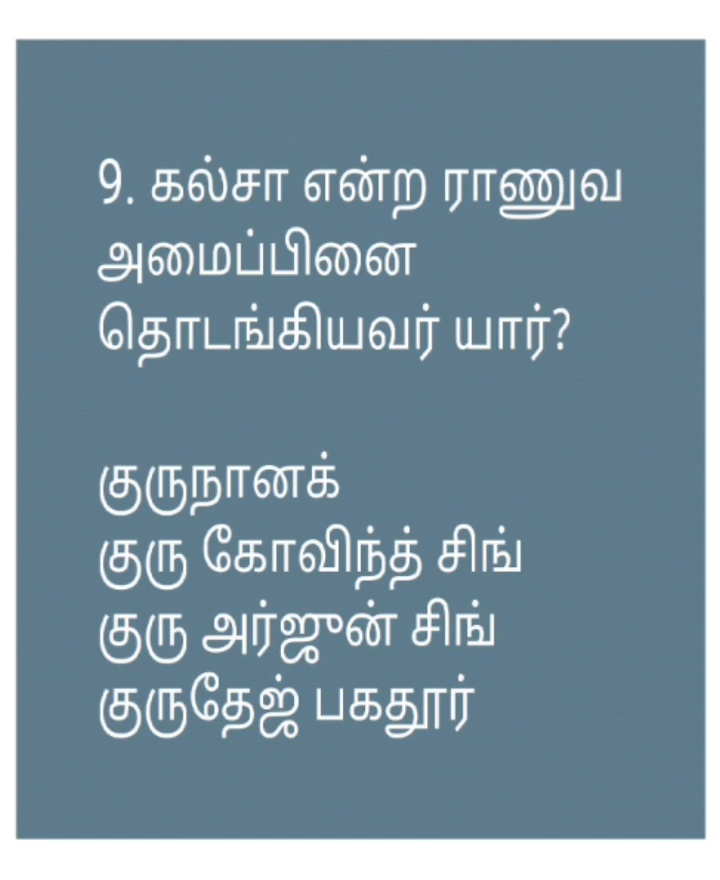 9. கல்சா என்ற ராணுவ
அமைப்பினை
தொடங்கியவர் யார்?
குருநானக்
குரு கோவிந்த் சிங்
குரு அர்ஜுன் சிங்
குருதேஜ் பகதூர்